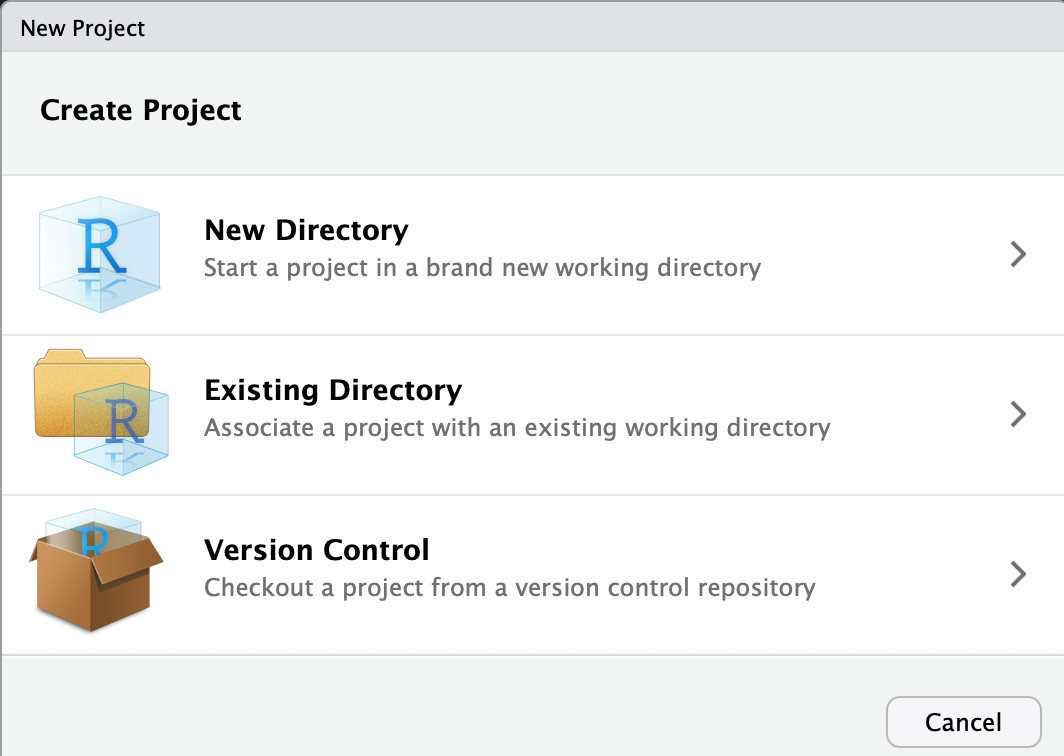 New Project
Create Project
R
New Directory
Start a project in a brand new working directory
R
Existing Directory
Associate a project with an existing working directory
R
Version Control
Checkout a project from a version control repository
Cancel